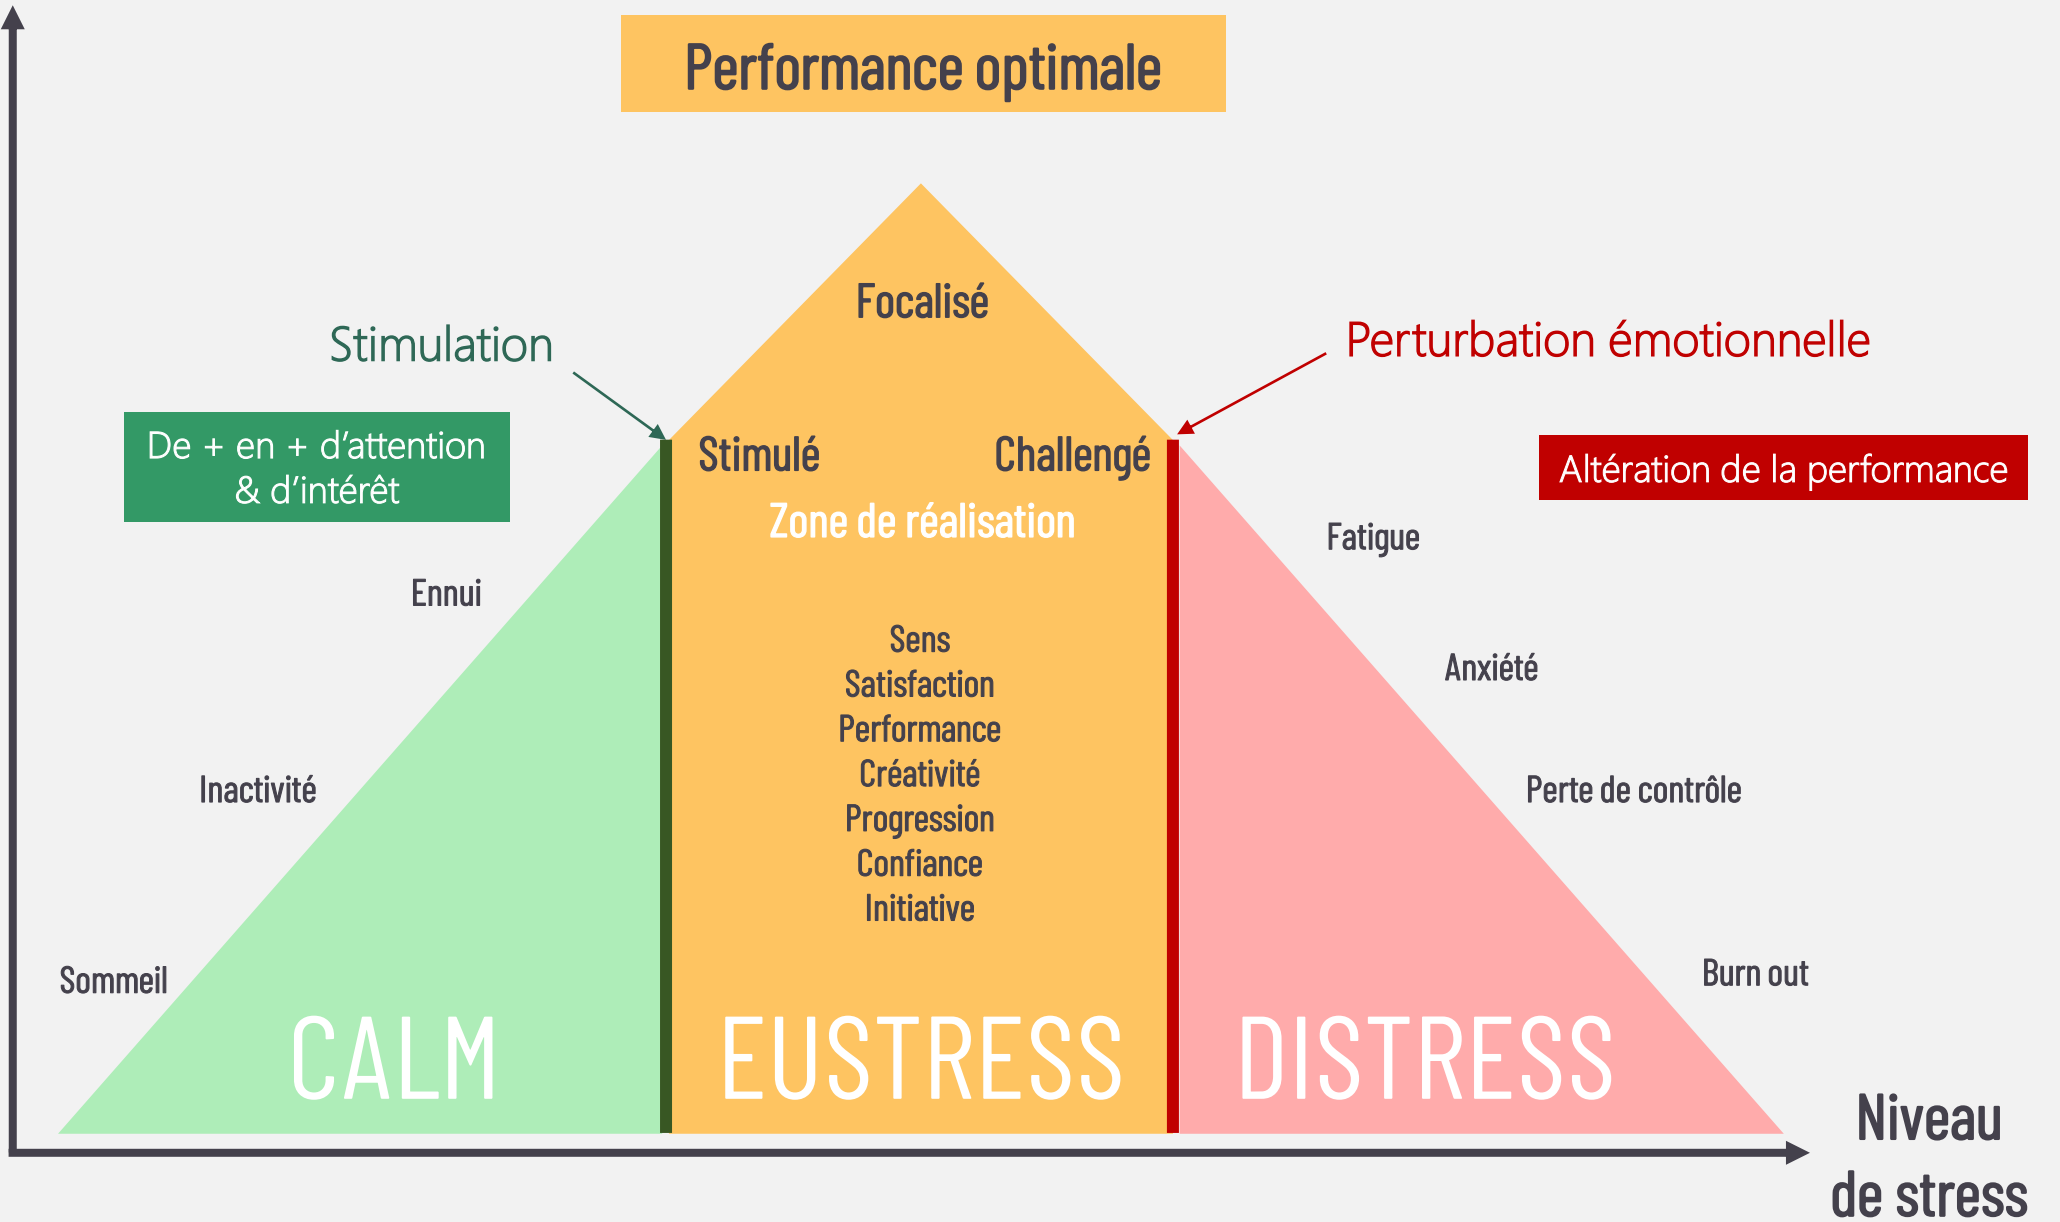 Performance optimale
Focalisé
Stimulation
Perturbation émotionnelle
De + en + d’attention
& d’intérêt
Stimulé
Challengé
Altération de la performance
Zone de réalisation
Fatigue
Ennui
Sens
Satisfaction
Anxiété
Performance
Créativité
Inactivité
Perte de contrôle
Progression
Confiance
Initiative
Sommeil
Burn out
CALM
EUSTRESS
DISTRESS
Niveau
de stress